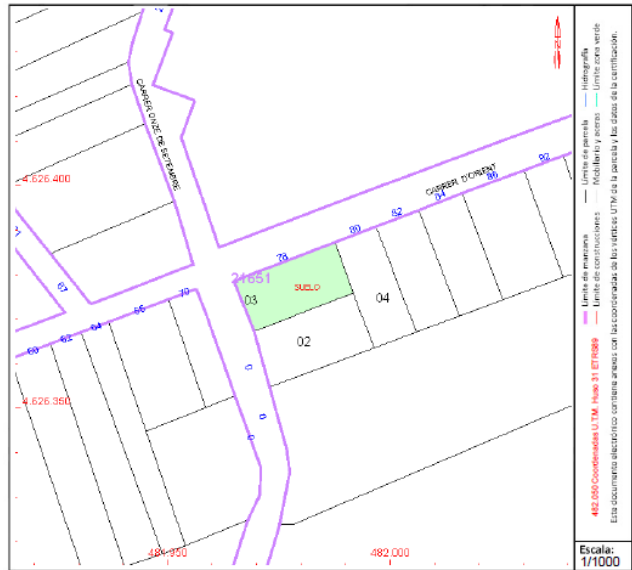 CARRER ONZE DE SETEMBRE
4.626.400
CARRER D'ORIENT
92
86
84
82
80
78
21651
SUELO
03
04
02
67
70
66
64
62
60
4.626.350
0
0
0
482.000
Límite de manzana
Límite de parcela
Hidrografía
Límite de construcciones
Mobiliario y aceras
Límite zona verde
482.050 Coordenadas U.T.M. Huso 31 ETRS89
Este documento electrónico contiene anexos con las coordenadas de los vértices UTM de la parcela y los datos de la certificación.
Escala:
1/1000